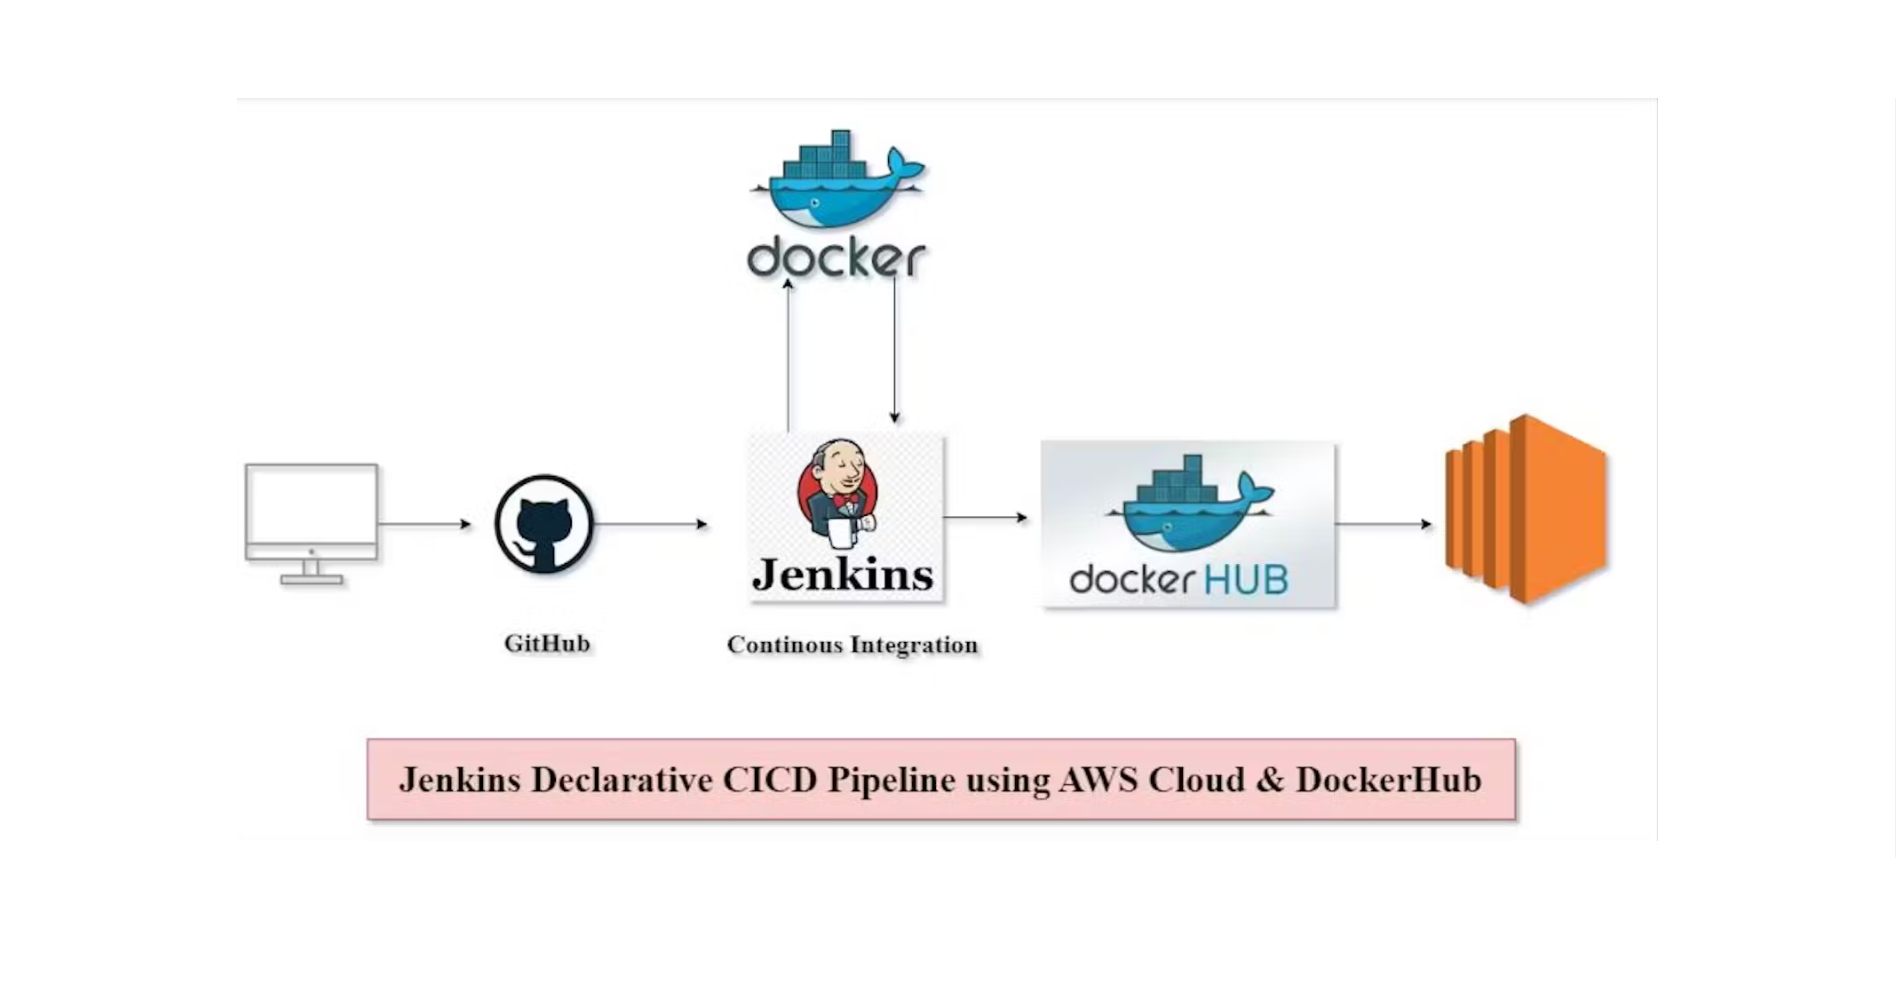 docker
Jenkins
docker HUB
GitHub
Continous Integration
Jenkins Declarative CICD Pipeline using AWS Cloud & DockerHub